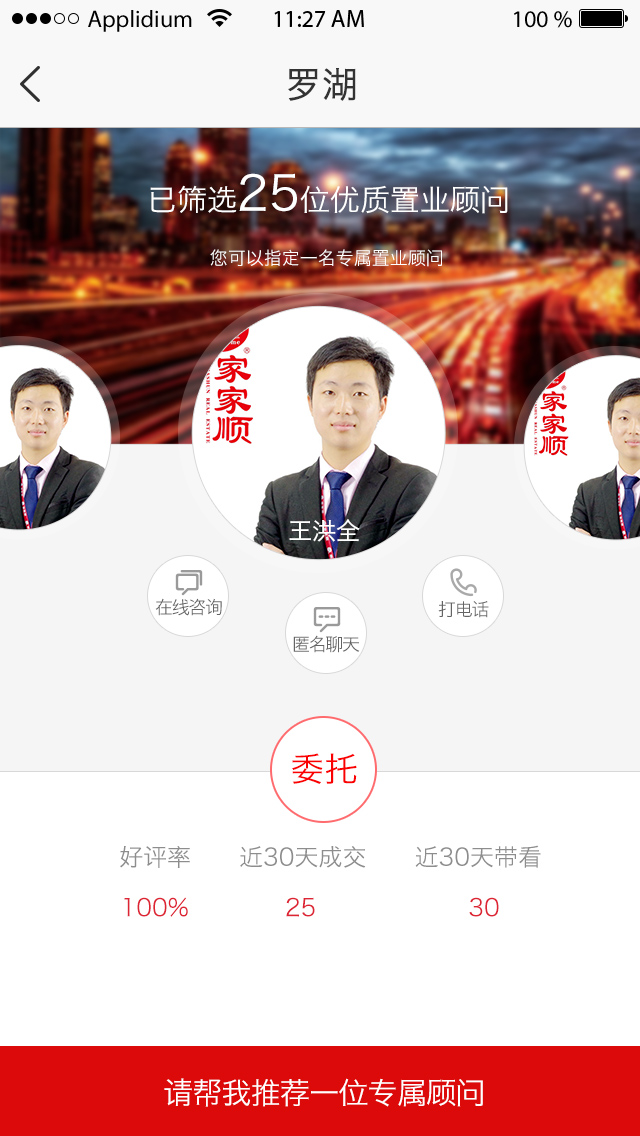 Applidium 11:27 AM 100 %
罗湖
已筛选25位优质置业顾问
您可以指定一名专属置业顾问
家家顺®
家家顺
王洪全
在线咨询
匿名聊天
打电话
委托
好评率 近30天成交 近30天带看
100% 25 30
请帮我推荐一位专属顾问